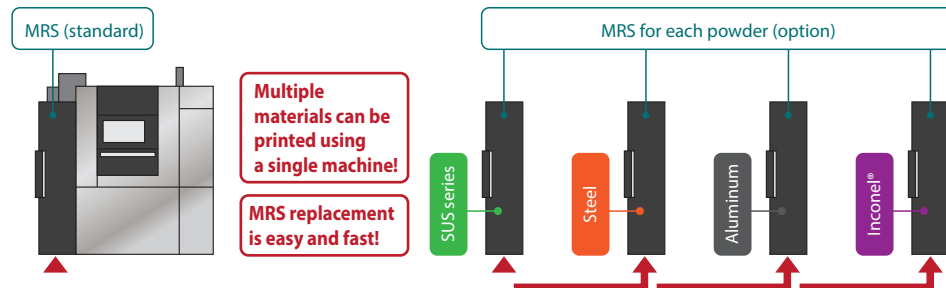 MRS (standard)
MRS for each powder (option)
Multiple
materials can be
printed using
a single machine!
MRS replacement
is easy and fast!
SUS series
Steel
Aluminum
Inconel®